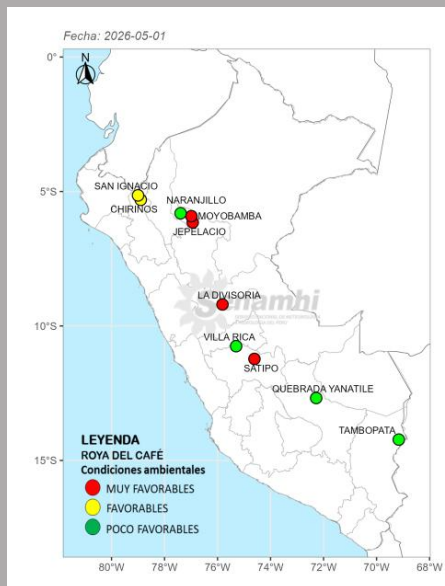 Fecha: 2026-05-01
N
0°
5°S
10°S
15°S
SAN IGNACIO
CHIRINOS
NARANJILLO
MOYOBAMBA
JEPELACIO
LA DIVISORIA
Senamhi
VILLA RICA
SATIPO
QUEBRADA YANATILE
TAMBOPATA
LEYENDA
ROYA DEL CAFÉ
Condiciones ambientales
MUY FAVORABLES
FAVORABLES
POCO FAVORABLES
80°W 78°W 76°W 74°W 72°W 70°W 68°W